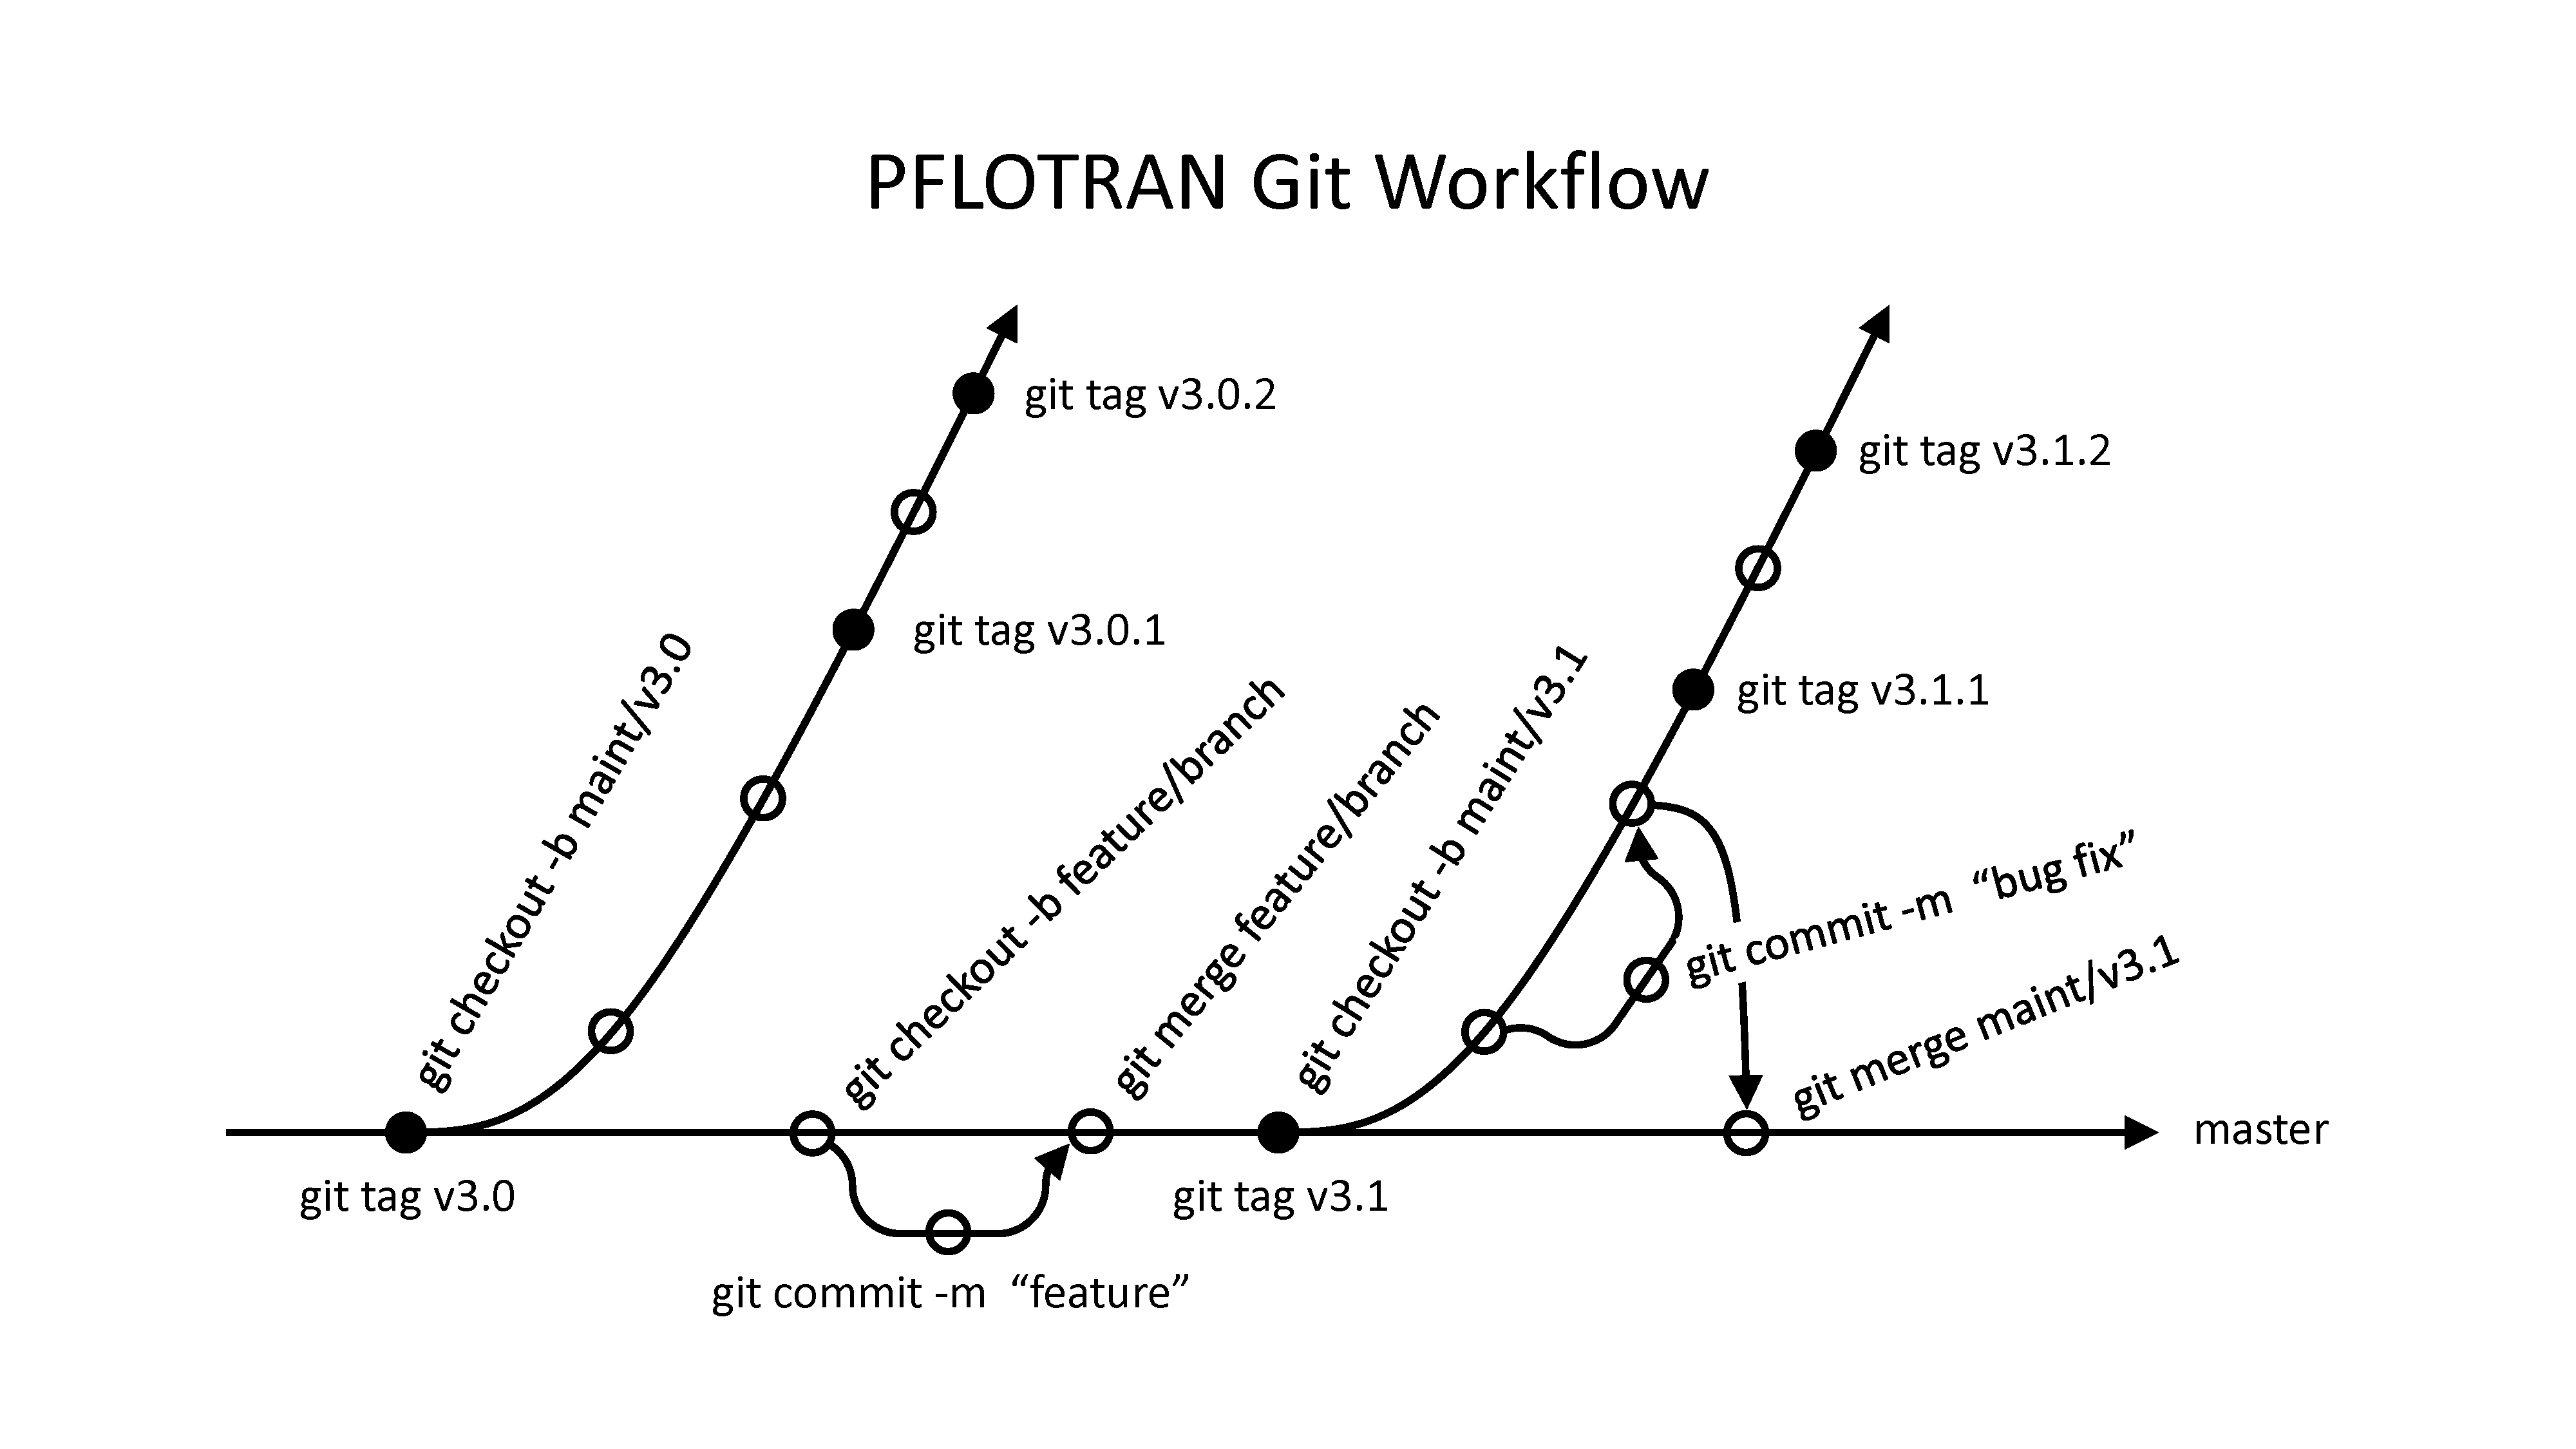 PFLOTRAN Git Workflow
git tag v3.0.2
git tag v3.1.2
git tag v3.0.1
git tag v3.1.1
git checkout -b maint/v3.0
git checkout -b feature/branch
git merge feature/branch
git checkout -b maint/v3.1
git commit -m  “bug fix”
git merge maint/v3.1
master
git tag v3.0
git tag v3.1
git commit -m  “feature”